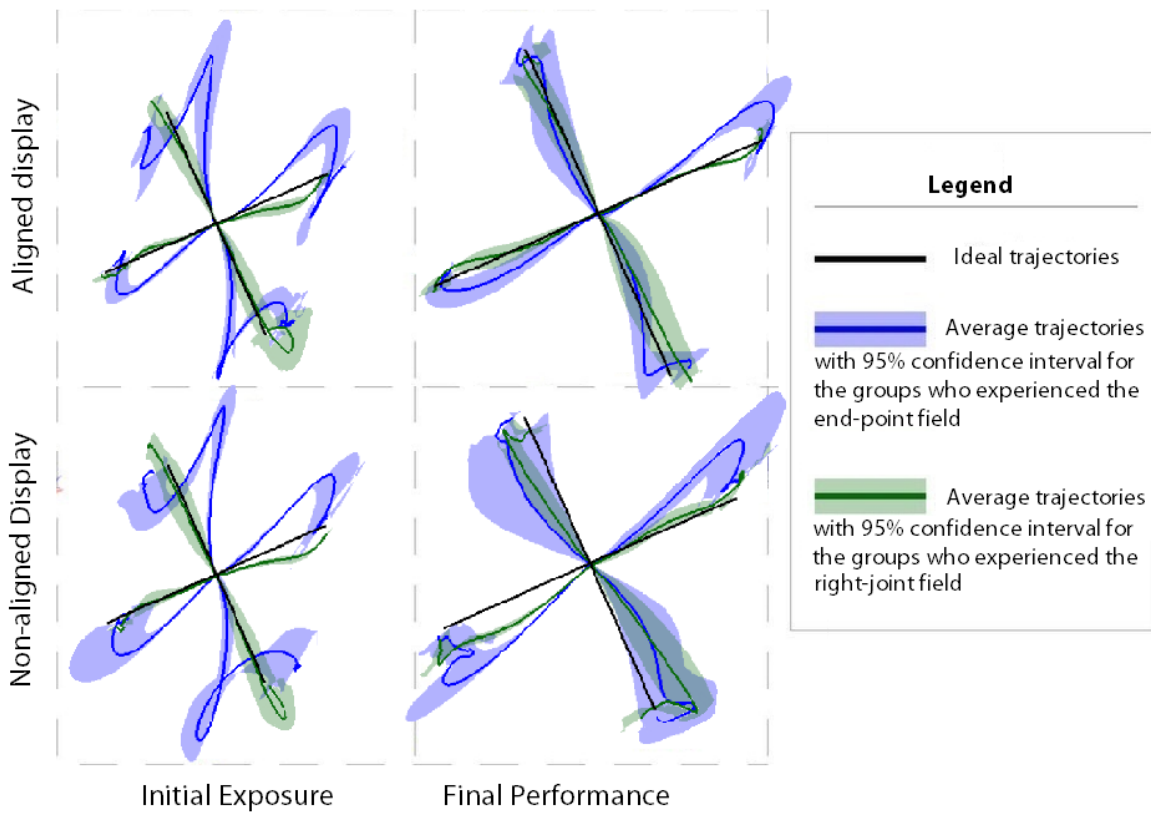 Aligned display
Non-aligned Display
Initial Exposure
Final Performance
Legend
Ideal trajectories
Average trajectories
with 95% confidence interval for
the groups who experienced the
end-point field
Average trajectories
with 95% confidence interval for
the groups who experienced the
right-joint field